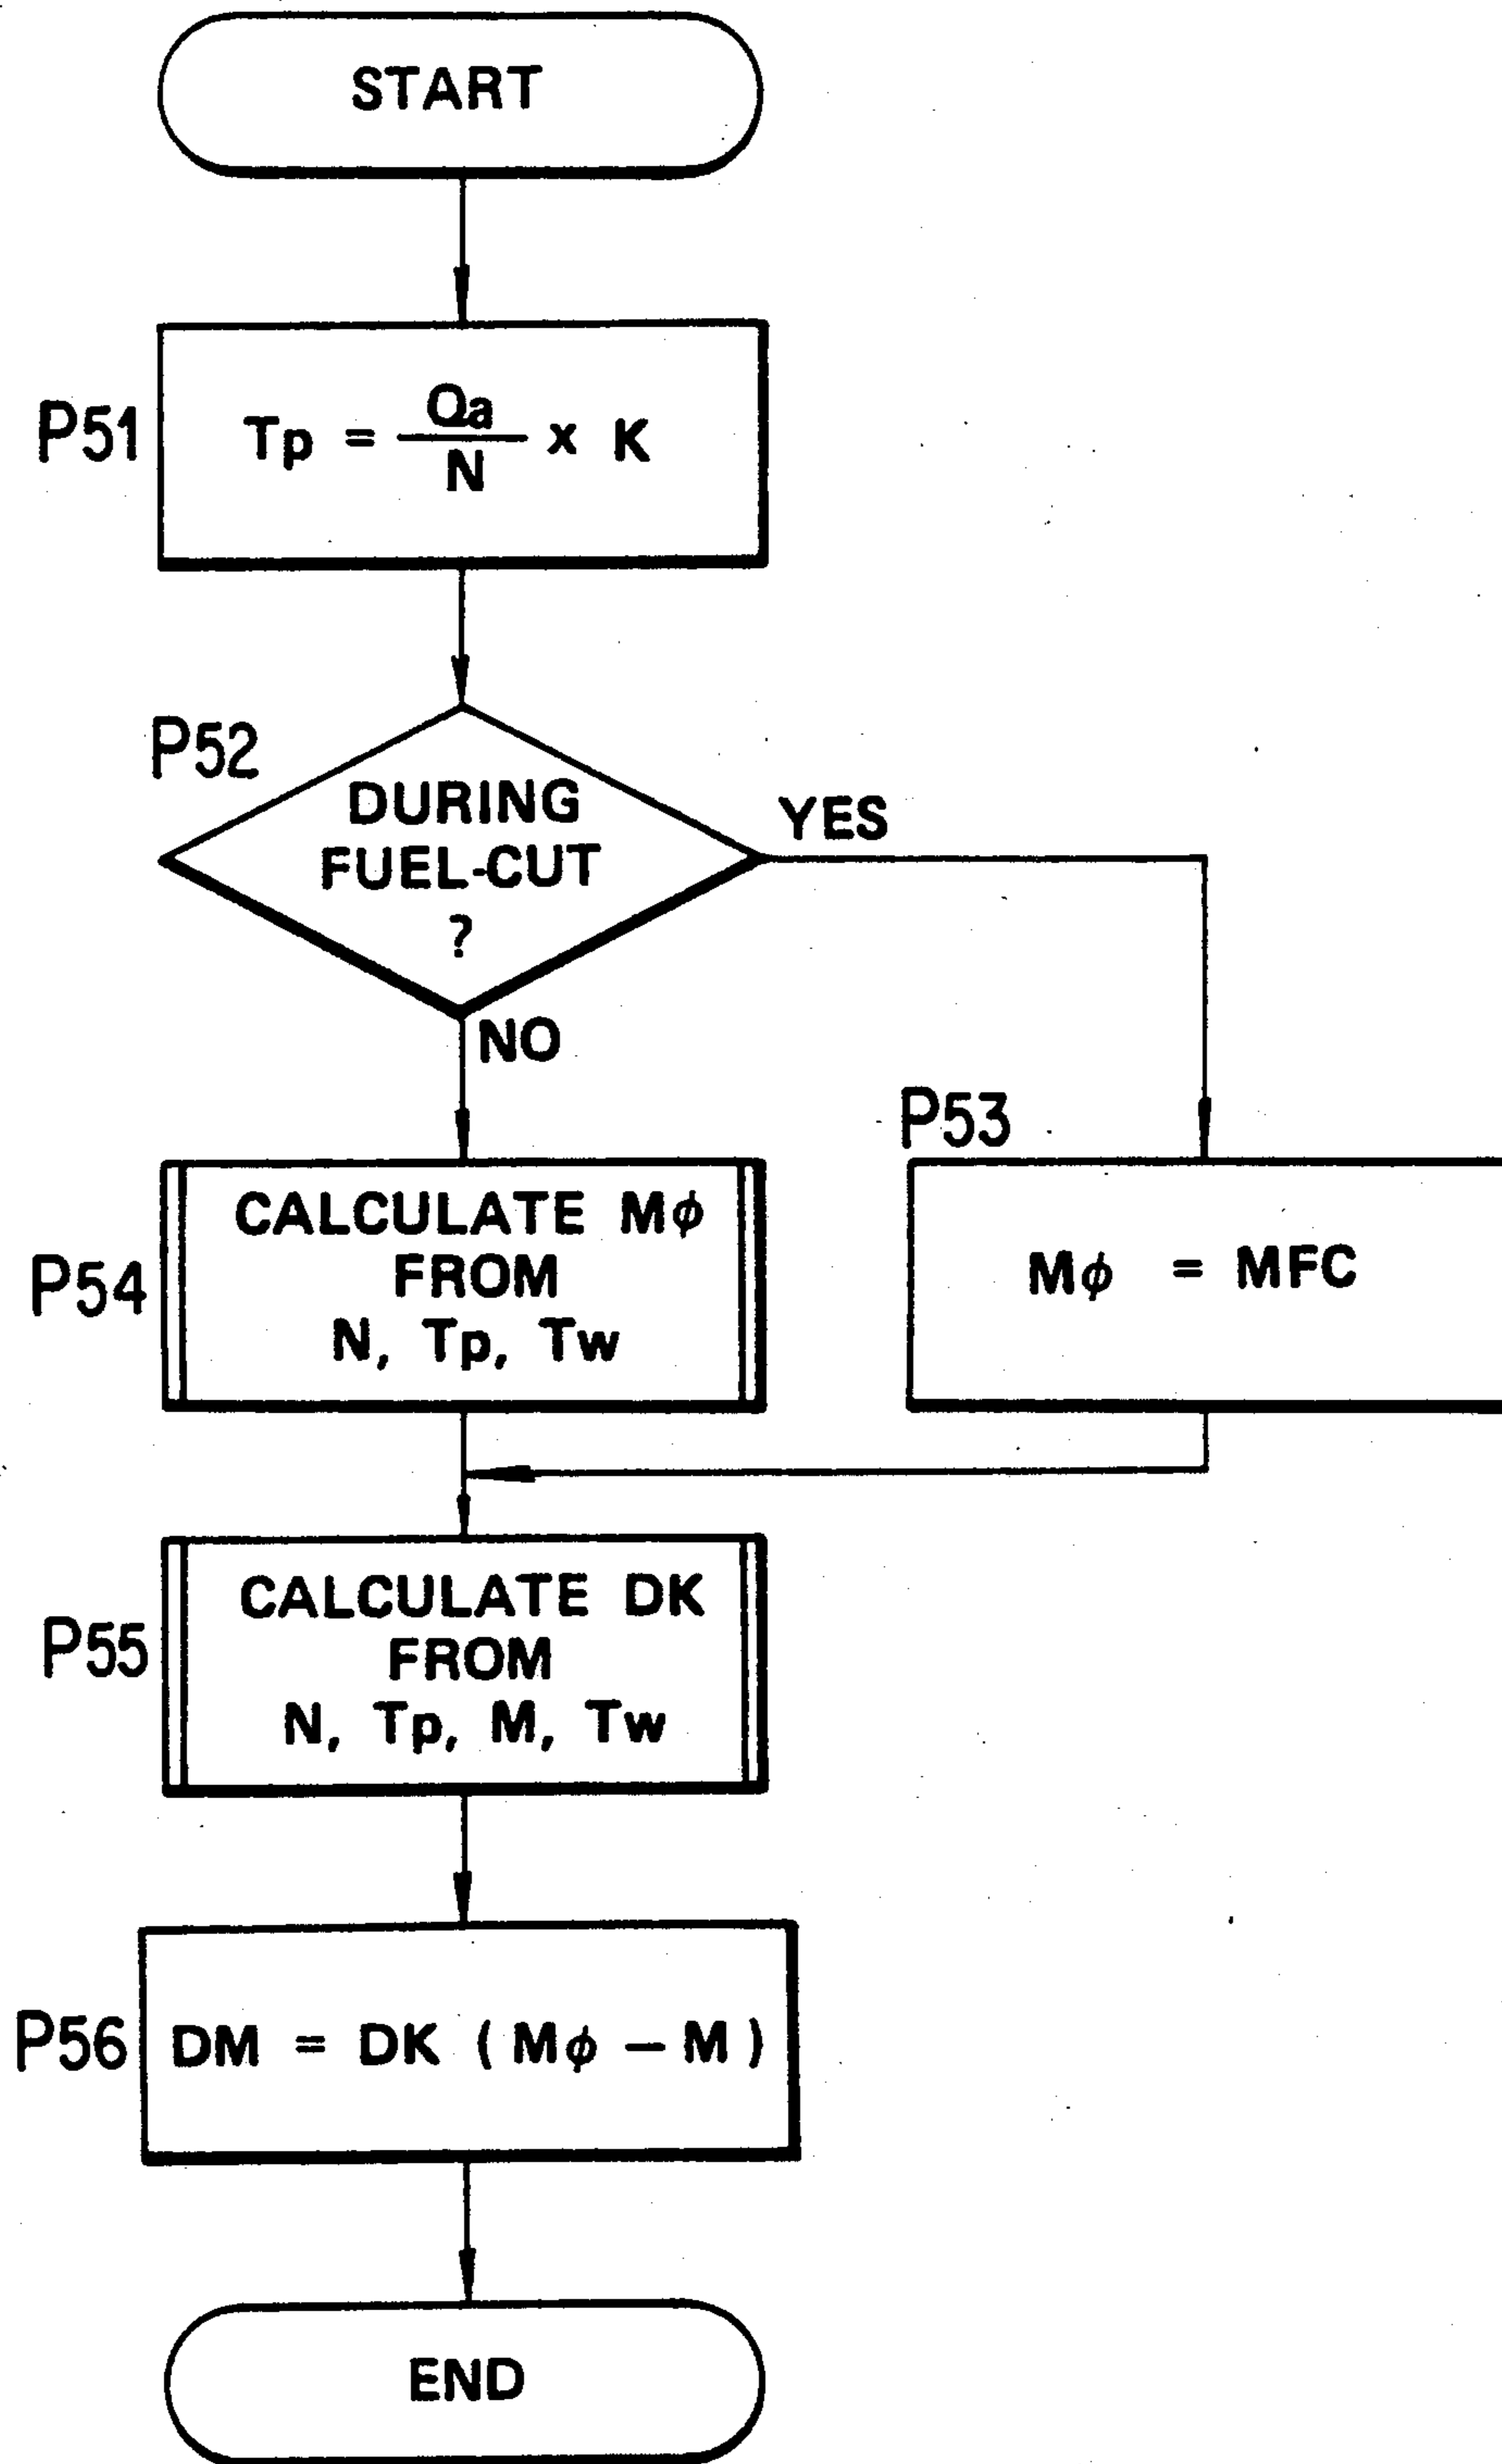 START
P51
Tp = Qa / N x K
P52
DURING
FUEL-CUT
?
YES
NO
P53
Mφ = MFC
P54
CALCULATE Mφ
FROM
N, Tp, Tw
P55
CALCULATE DK
FROM
N, Tp, M, Tw
P56
DM = DK ( Mφ − M )
END